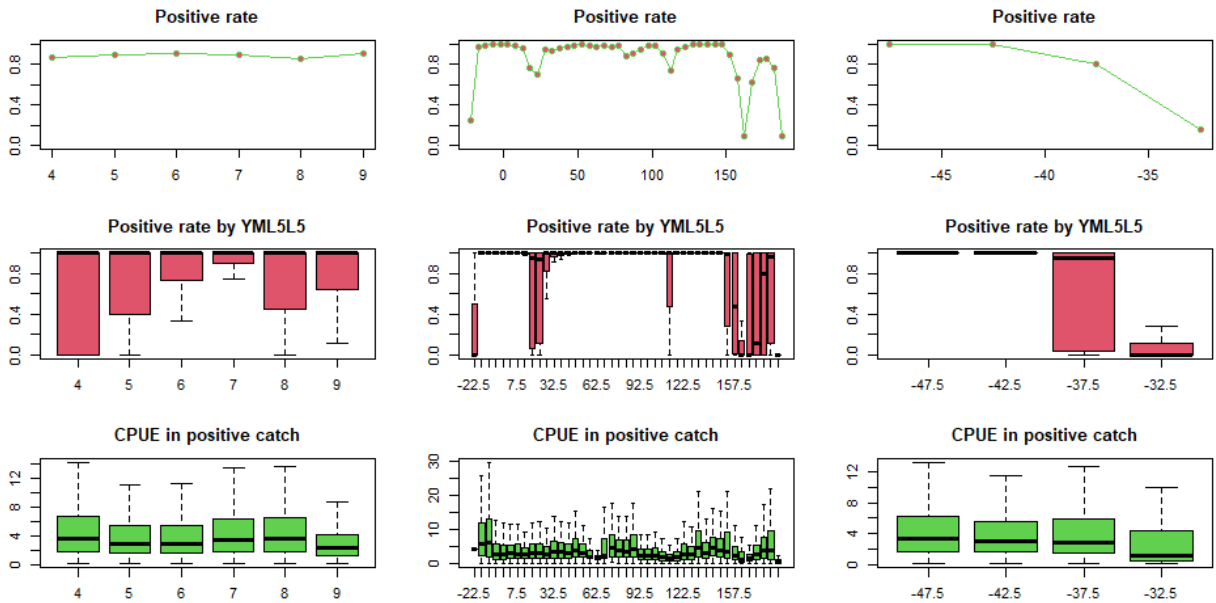 Positive rate
Positive rate
Positive rate
0.0 0.4 0.8
4 5 6 7 8 9
0.0 0.4 0.8
0 50 100 150
0.0 0.4 0.8
-45 -40 -35
Positive rate by YML5L5
Positive rate by YML5L5
Positive rate by YML5L5
0.0 0.4 0.8
4 5 6 7 8 9
0.0 0.4 0.8
-22.5 7.5 32.5 62.5 92.5 122.5 157.5
0.0 0.4 0.8
-47.5 -42.5 -37.5 -32.5
CPUE in positive catch
CPUE in positive catch
CPUE in positive catch
0 4 8 12
4 5 6 7 8 9
0 10 20 30
-22.5 7.5 32.5 62.5 92.5 122.5 157.5
0 4 8 12
-47.5 -42.5 -37.5 -32.5